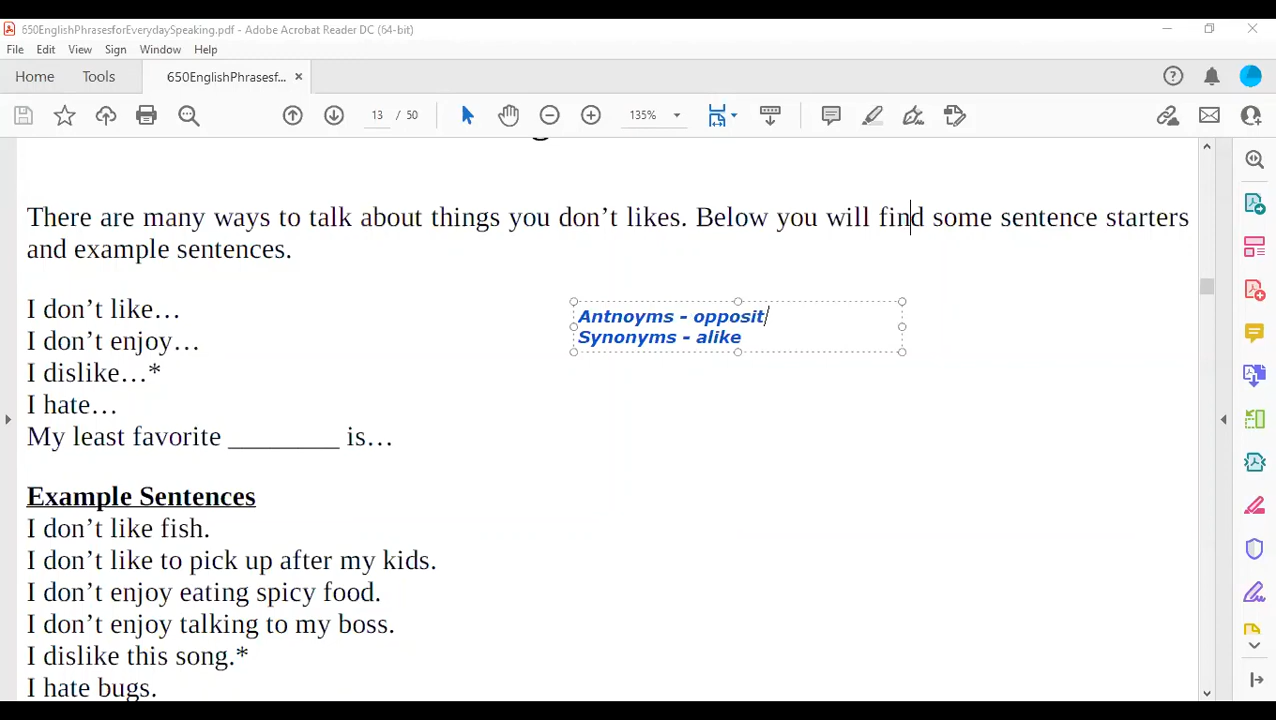 650EnglishPhrasesforEverydaySpeaking.pdf - Adobe Acrobat Reader DC (64-bit)
File Edit View Sign Window Help
Home Tools 650EnglishPhrasesf... ×
13 / 50 135%
There are many ways to talk about things you don’t likes. Below you will find some sentence starters
and example sentences.
I don’t like…
Antnoyms - opposit
Synonyms - alike
I don’t enjoy…
I dislike…*
I hate…
My least favorite ________ is…
Example Sentences
I don’t like fish.
I don’t like to pick up after my kids.
I don’t enjoy eating spicy food.
I don’t enjoy talking to my boss.
I dislike this song.*
I hate bugs.